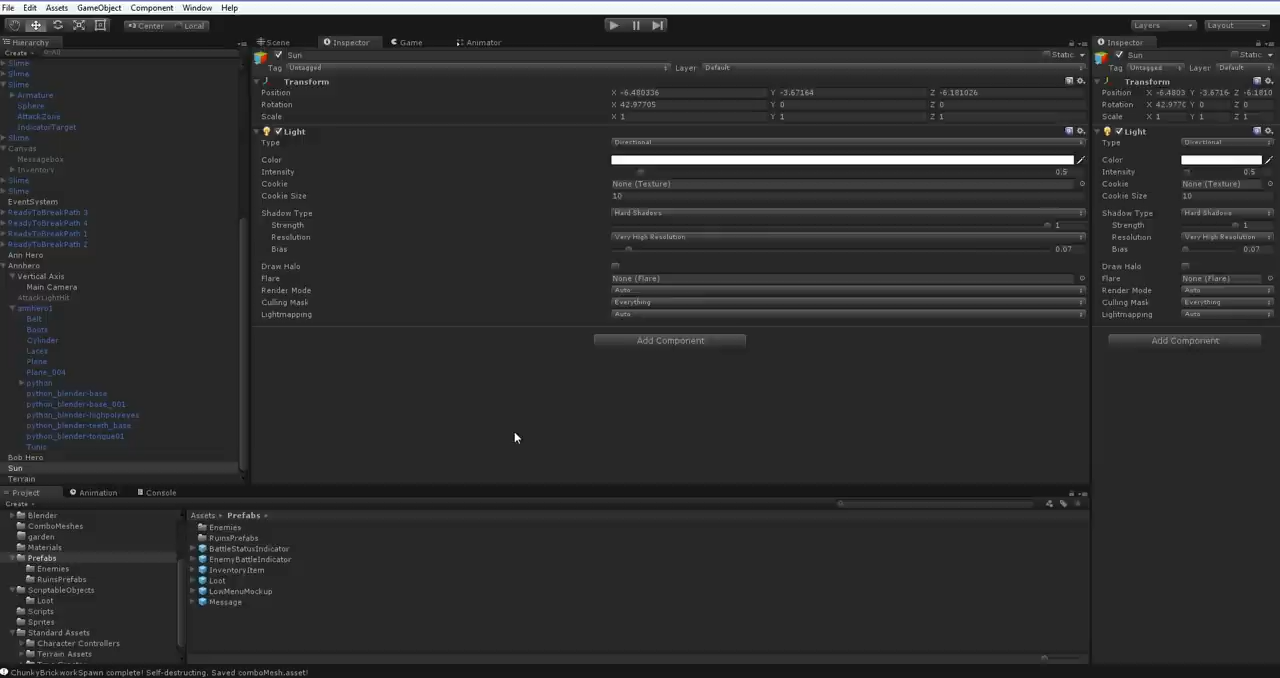 File Edit Assets GameObject Component Window Help
Center Local Layers Layout
Hierarchy
Create
All
Slime
Slime
Slime
Armature
Sphere
AttackZone
IndicatorTarget
Slime
Canvas
Messagebox
Inventory
Slime
Slime
EventSystem
ReadyToBreakPath 3
ReadyToBreakPath 4
ReadyToBreakPath 1
ReadyToBreakPath 2
Ann Hero
Annhero
Vertical Axis
Main Camera
AttackLightHit
annhero1
Belt
Boots
Cylinder
Laces
Plane
Plane_004
python
python_blender-base
python_blender-base_001
python_blender-highpolyeyes
python_blender-teeth_base
python_blender-tongue01
Tunic
Bob Hero
Sun
Terrain
Scene Inspector Game Animator
Sun Static
Tag Untagged Layer Default
Transform
Position X -6.480336 Y -3.67164 Z -6.181026
Rotation X 42.97705 Y 0 Z 0
Scale X 1 Y 1 Z 1
Light
Type Directional
Color
Intensity 0.5
Cookie None (Texture)
Cookie Size 10
Shadow Type Hard Shadows
Strength 1
Resolution Very High Resolution
Bias 0.07
Draw Halo
Flare None (Flare)
Render Mode Auto
Culling Mask Everything
Lightmapping Auto
Add Component
Inspector
Sun Static
Tag Untagged Layer Default
Transform
Position X -6.4803 Y -3.6716 Z -6.1810
Rotation X 42.977 Y 0 Z 0
Scale X 1 Y 1 Z 1
Light
Type Directional
Color
Intensity 0.5
Cookie None (Texture)
Cookie Size 10
Shadow Type Hard Shadows
Strength 1
Resolution Very High Resolution
Bias 0.07
Draw Halo
Flare None (Flare)
Render Mode Auto
Culling Mask Everything
Lightmapping Auto
Add Component
Project Animation Console
Create
Blender
ComboMeshes
garden
Materials
Prefabs
Enemies
RuinsPrefabs
ScriptableObjects
Loot
Scripts
Sprites
Standard Assets
Character Controllers
Terrain Assets
Assets Prefabs
Enemies
RuinsPrefabs
BattleStatusIndicator
EnemyBattleIndicator
InventoryItem
Loot
LowMenuMockup
Message
ChunkyBrickworkSpawn complete! Self-destructing. Saved comboMesh.asset!